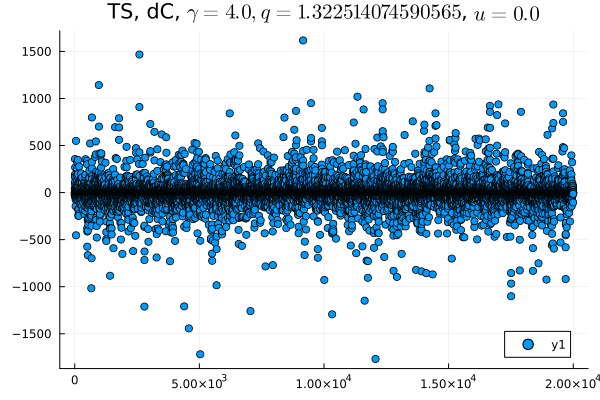 TS, dC, γ = 4.0, q = 1.322514074590565, u = 0.0
1500
1000
500
0
−500
−1000
−1500
0 5.00×10³ 1.00×10⁴ 1.50×10⁴ 2.00×10⁴
y1